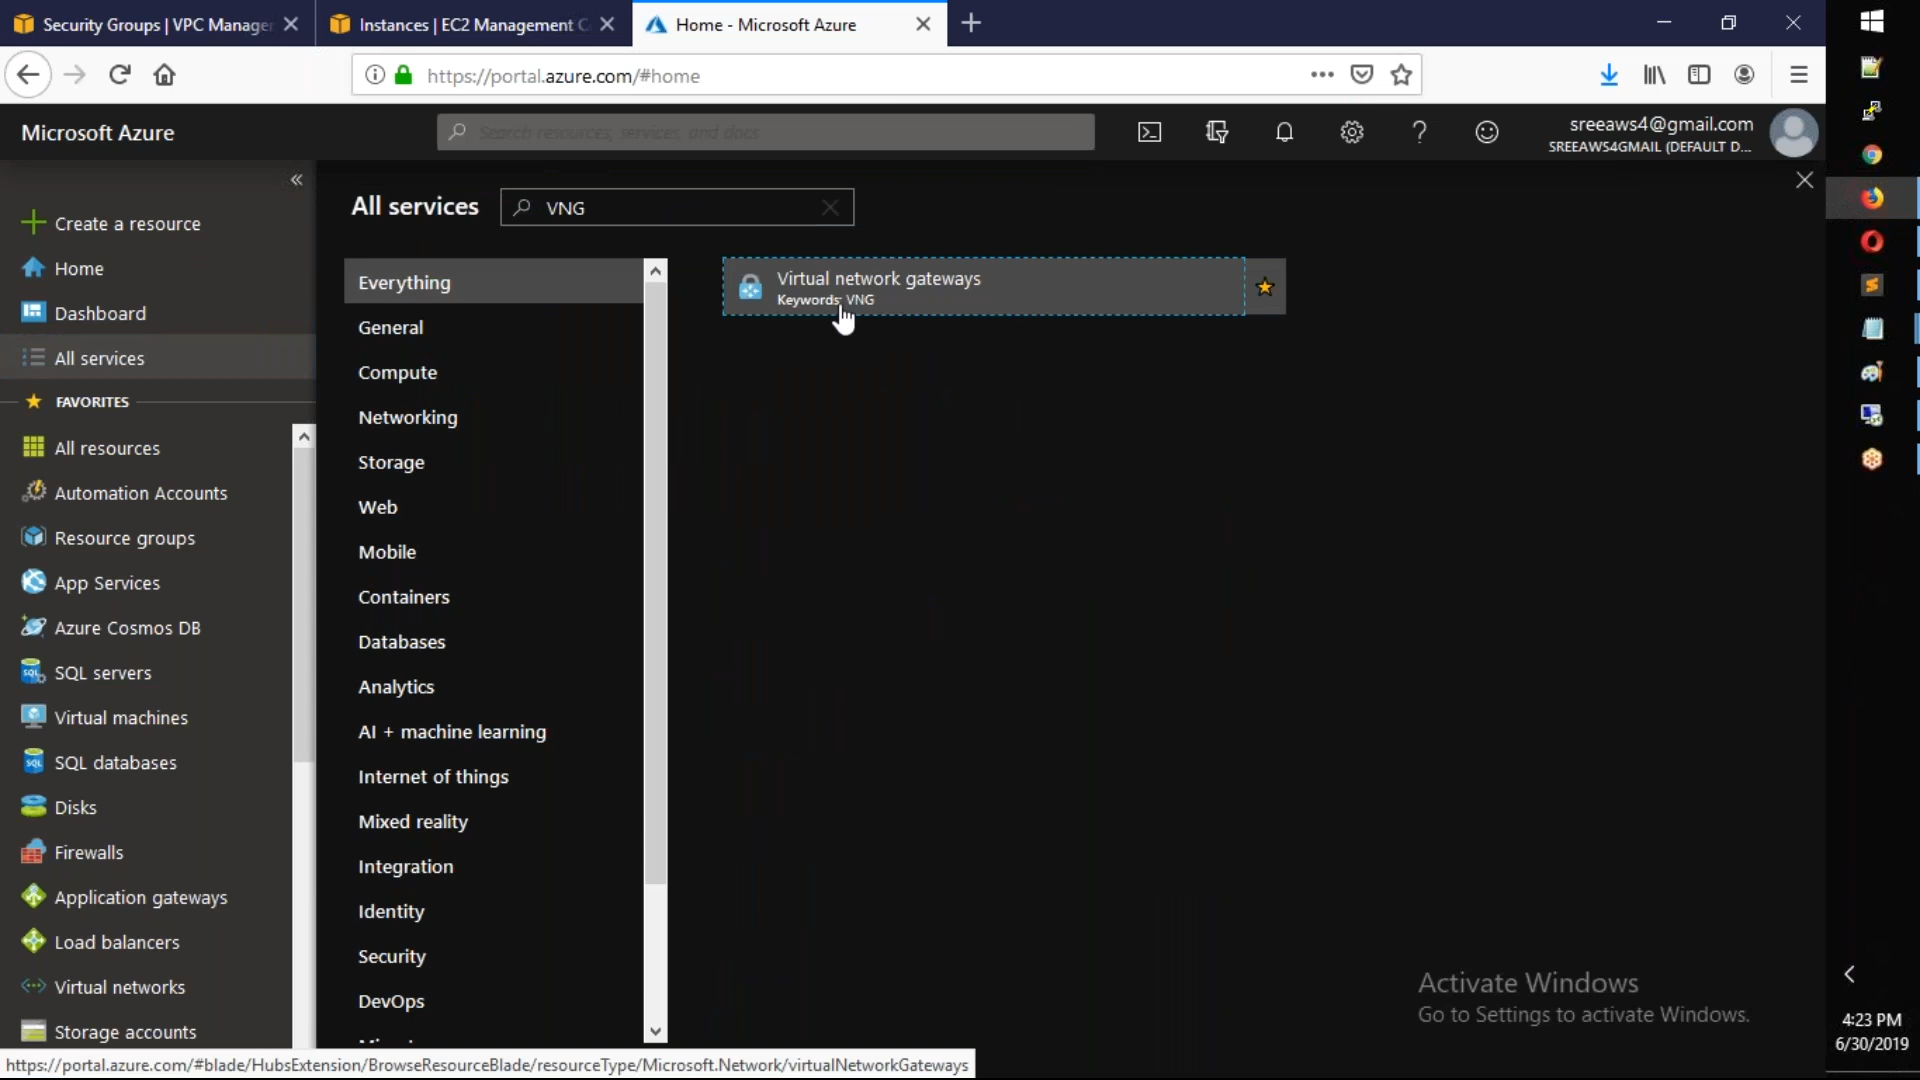 Security Groups | VPC Manage
Instances | EC2 Management C
Home - Microsoft Azure
https://portal.azure.com/#home
Microsoft Azure
Search resources, services, and docs
sreeaws4@gmail.com
SREEAWS4GMAIL (DEFAULT D...
All services
VNG
Create a resource
Home
Dashboard
All services
FAVORITES
All resources
Automation Accounts
Resource groups
App Services
Azure Cosmos DB
SQL servers
Virtual machines
SQL databases
Disks
Firewalls
Application gateways
Load balancers
Virtual networks
Storage accounts
Everything
General
Compute
Networking
Storage
Web
Mobile
Containers
Databases
Analytics
AI + machine learning
Internet of things
Mixed reality
Integration
Identity
Security
DevOps
Virtual network gateways
Keywords: VNG
Activate Windows
Go to Settings to activate Windows.
4:23 PM
6/30/2019
https://portal.azure.com/#blade/HubsExtension/BrowseResourceBlade/resourceType/Microsoft.Network/virtualNetworkGateways